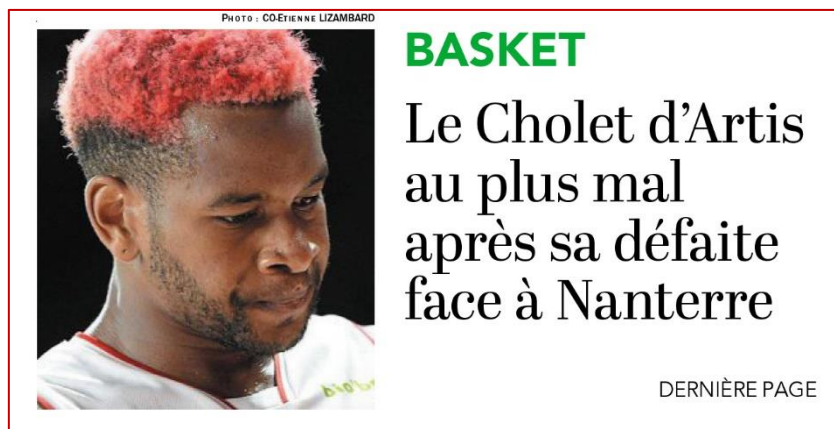 PHOTO : CO-ETIENNE LIZAMBARD
BASKET
Le Cholet d’Artis
au plus mal
après sa défaite
face à Nanterre
DERNIÈRE PAGE